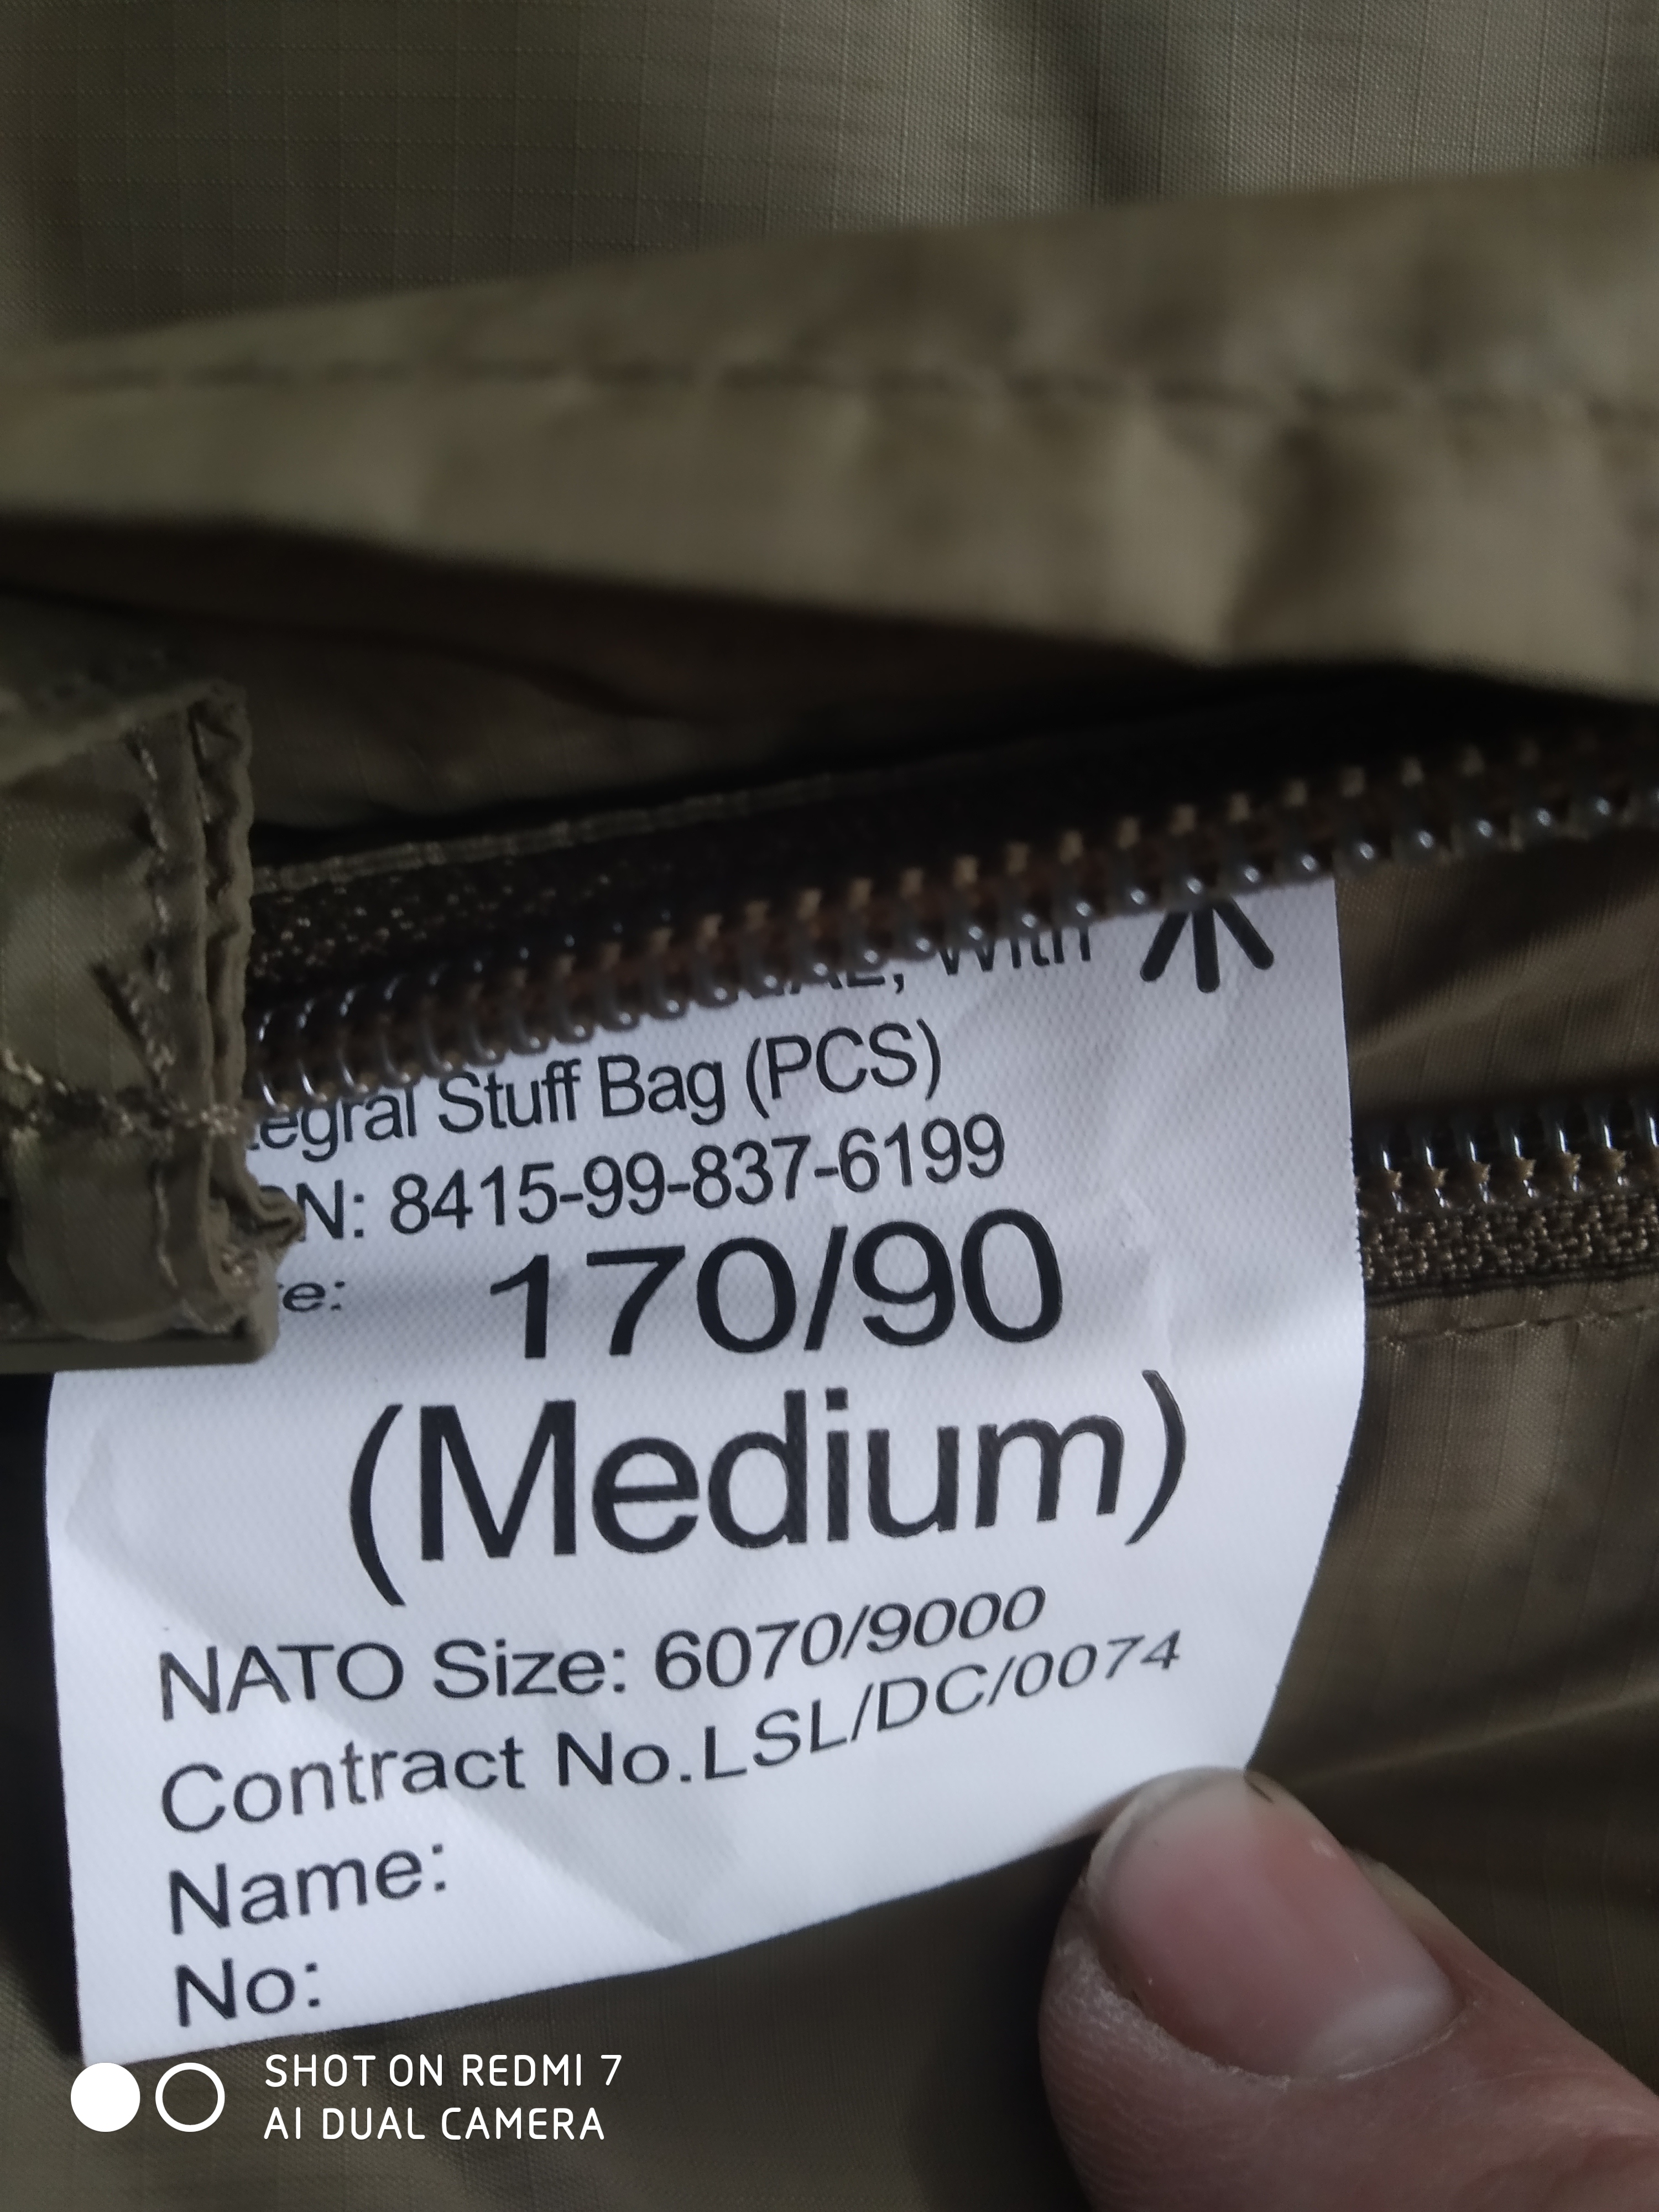 With
Stuff Bag (PCS)
8415-99-837-6199
170/90
(Medium)
NATO Size: 6070/9000
Contract No.LSL/DC/0074
Name:
No:
SHOT ON REDMI 7
AI DUAL CAMERA